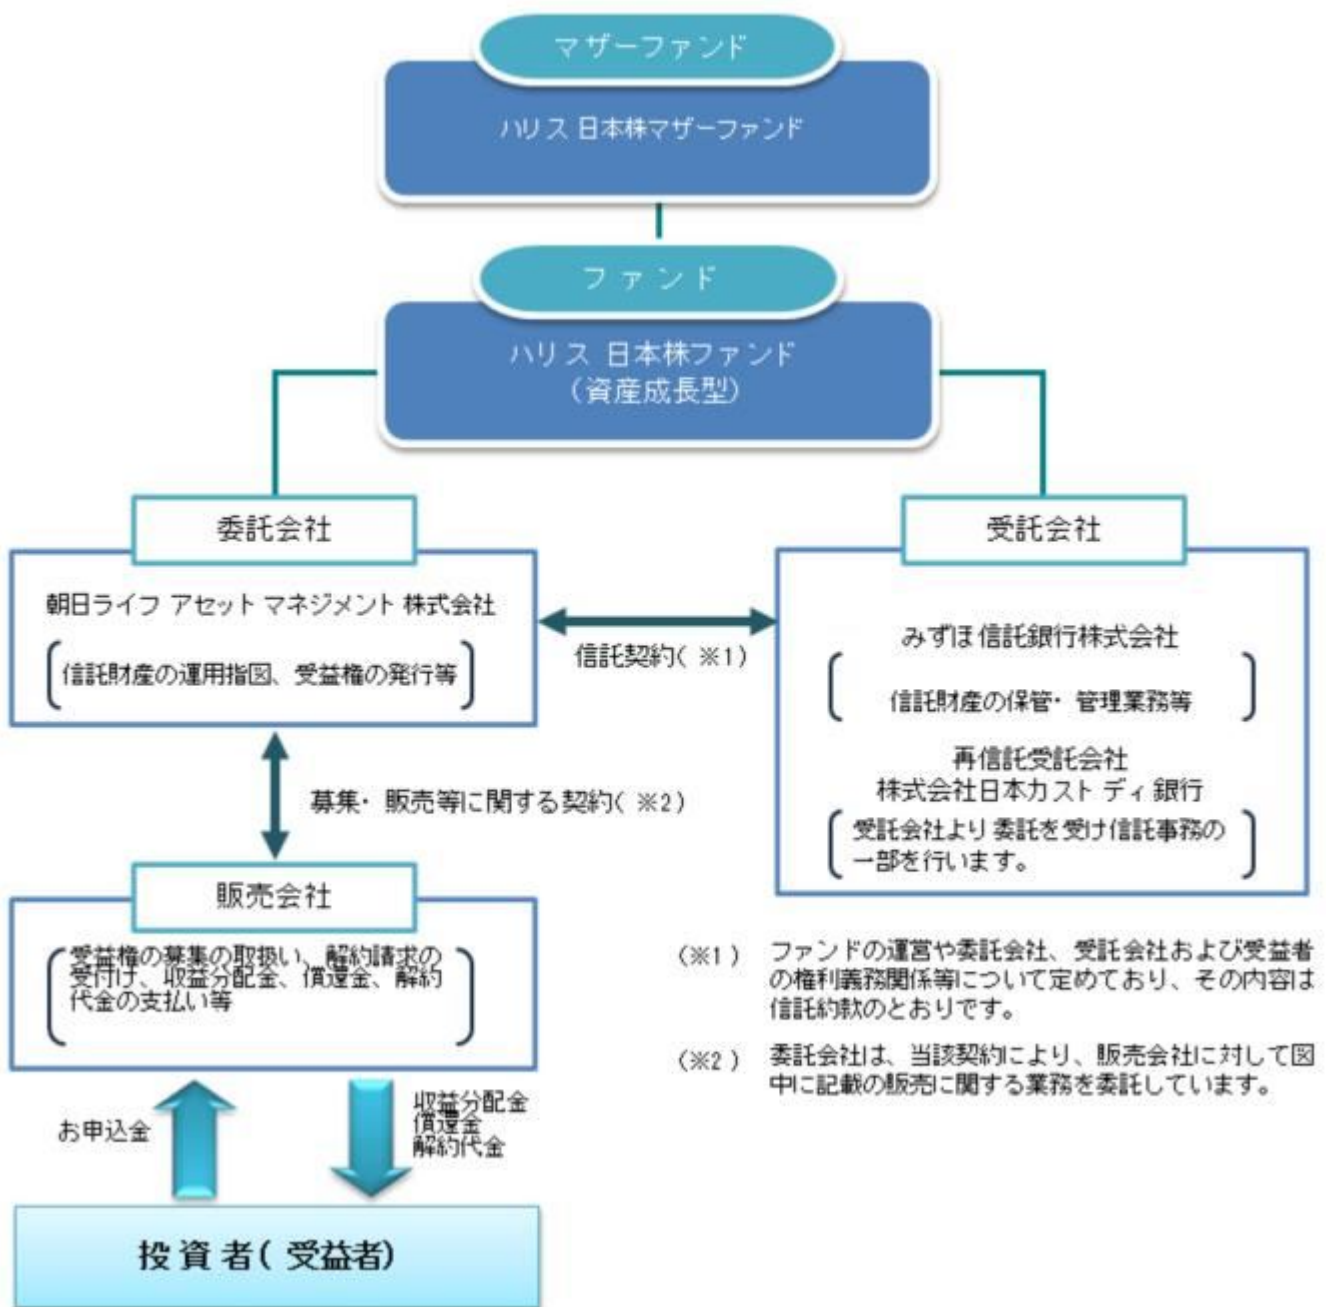 マザーファンド
ハリス 日本株マザーファンド
ファンド
ハリス 日本株ファンド
（資産成長型）
委託会社
朝日ライフ アセット マネジメント 株式会社
信託財産の運用指図、受益権の発行等
信託契約（※1）
受託会社
みずほ信託銀行株式会社
信託財産の保管・管理業務等
再信託受託会社
株式会社日本カストディ銀行
受託会社より委託を受け信託事務の
一部を行います。
募集・販売等に関する契約（※2）
販売会社
受益権の募集の取扱い、解約請求の
受付け、収益分配金、償還金、解約
代金の支払い等
（※1） ファンドの運営や委託会社、受託会社および受益者
の権利義務関係等について定めており、その内容は
信託約款のとおりです。
（※2） 委託会社は、当該契約により、販売会社に対して図
中に記載の販売に関する業務を委託しています。
お申込金
収益分配金
償還金
解約代金
投資者（受益者）